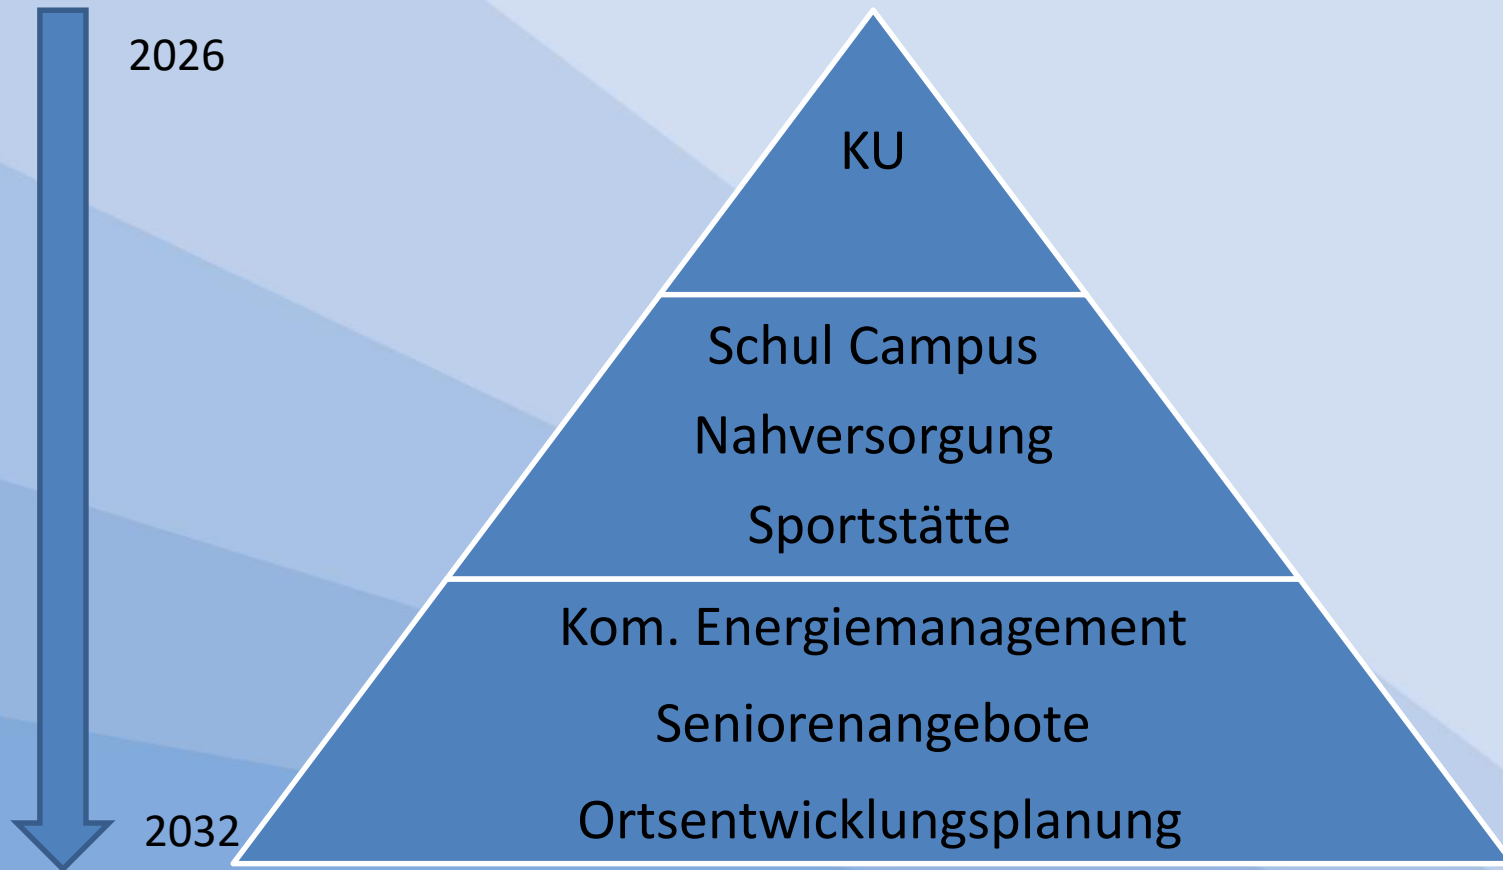 2026
KU
Schul Campus
Nahversorgung
Sportstätte
Kom. Energiemanagement
Seniorenangebote
Ortsentwicklungsplanung
2032